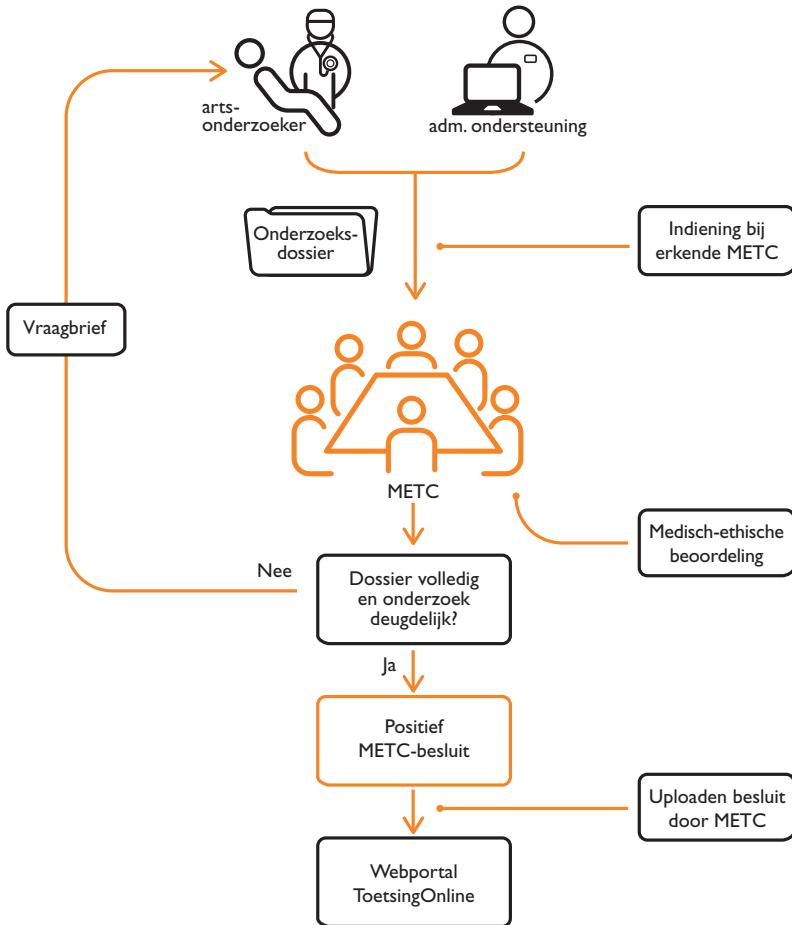 arts-
onderzoeker
adm. ondersteuning
Onderzoeks-
dossier
Indiening bij
erkende METC
Vraagbrief
METC
Medisch-ethische
beoordeling
Nee
Dossier volledig
en onderzoek
deugdelijk?
Ja
Positief
METC-besluit
Uploaden besluit
door METC
Webportal
ToetsingOnline